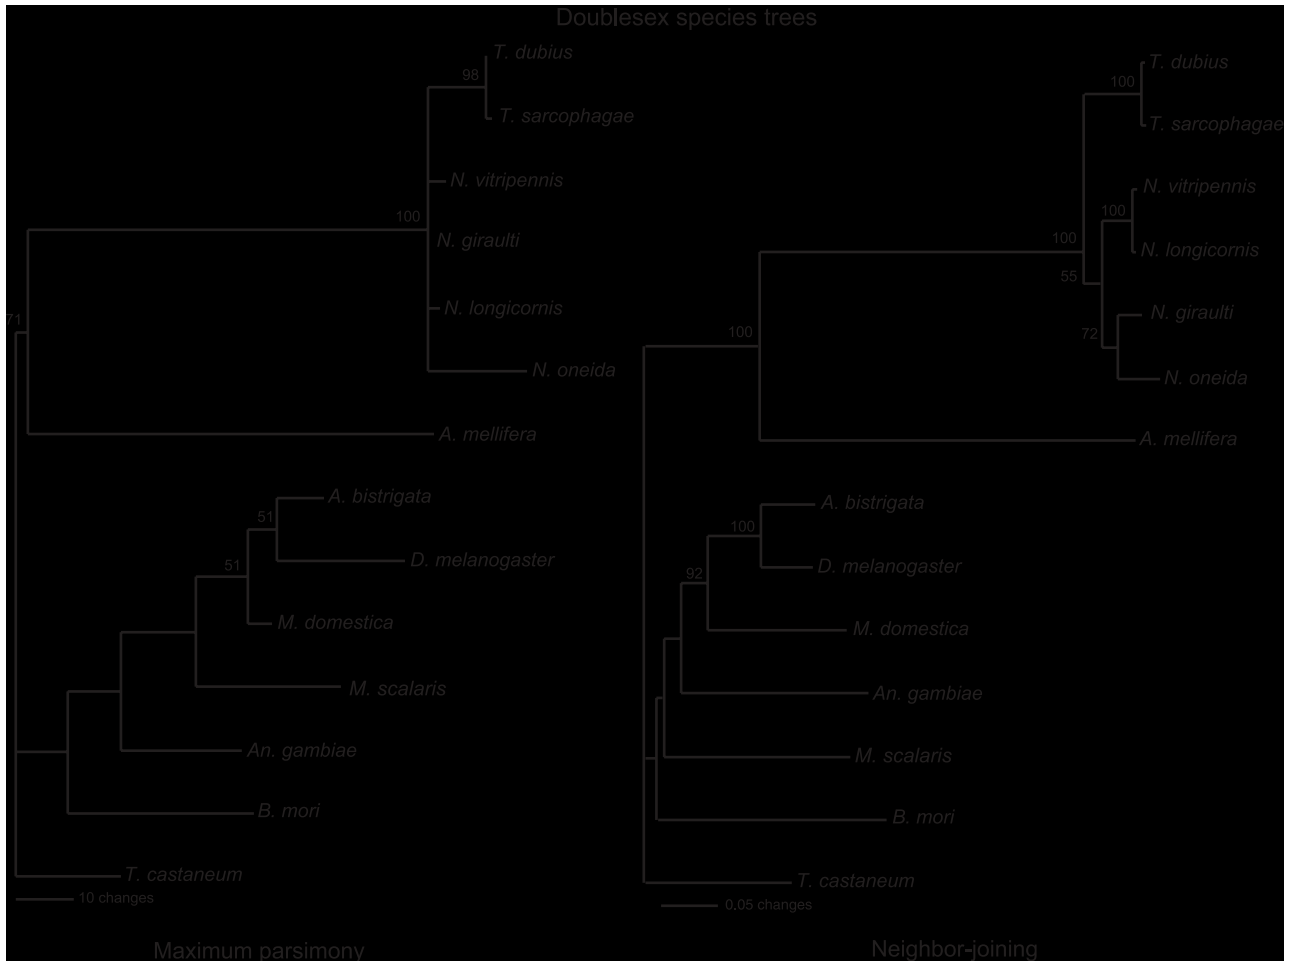 Doublesex species trees
T. dubius
98
T. sarcophagae
N. vitripennis
100
N. giraulti
N. longicornis
71
N. oneida
A. mellifera
A. bistrigata
51
D. melanogaster
51
M. domestica
M. scalaris
An. gambiae
B. mori
T. castaneum
10 changes
Maximum parsimony
T. dubius
100
T. sarcophagae
N. vitripennis
100
100
N. longicornis
55
N. giraulti
72
100
N. oneida
A. mellifera
A. bistrigata
100
D. melanogaster
92
M. domestica
An. gambiae
M. scalaris
B. mori
T. castaneum
0.05 changes
Neighbor-joining